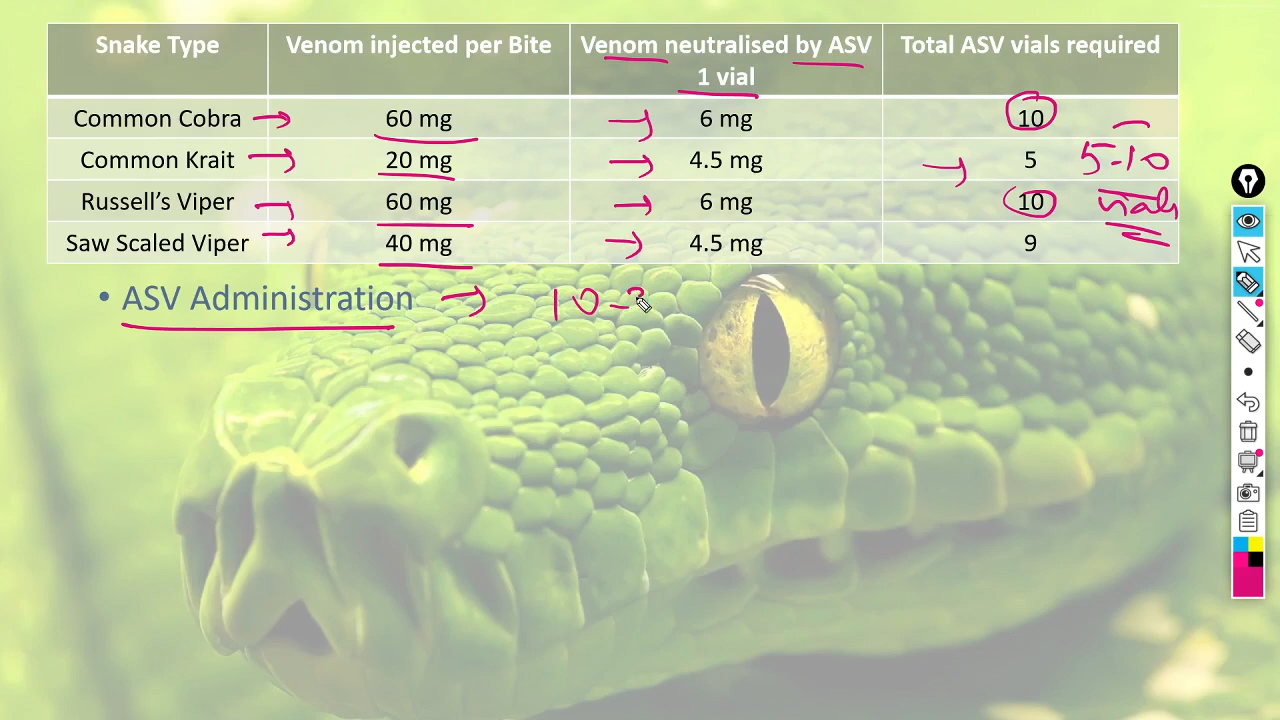 Snake Type Venom injected per Bite Venom neutralised by ASV Total ASV vials required
1 vial
Common Cobra 60 mg 6 mg 10
Common Krait 20 mg 4.5 mg 5 5-10
Russell’s Viper 60 mg 6 mg 10 vials
Saw Scaled Viper 40 mg 4.5 mg 9
• ASV Administration → 10-